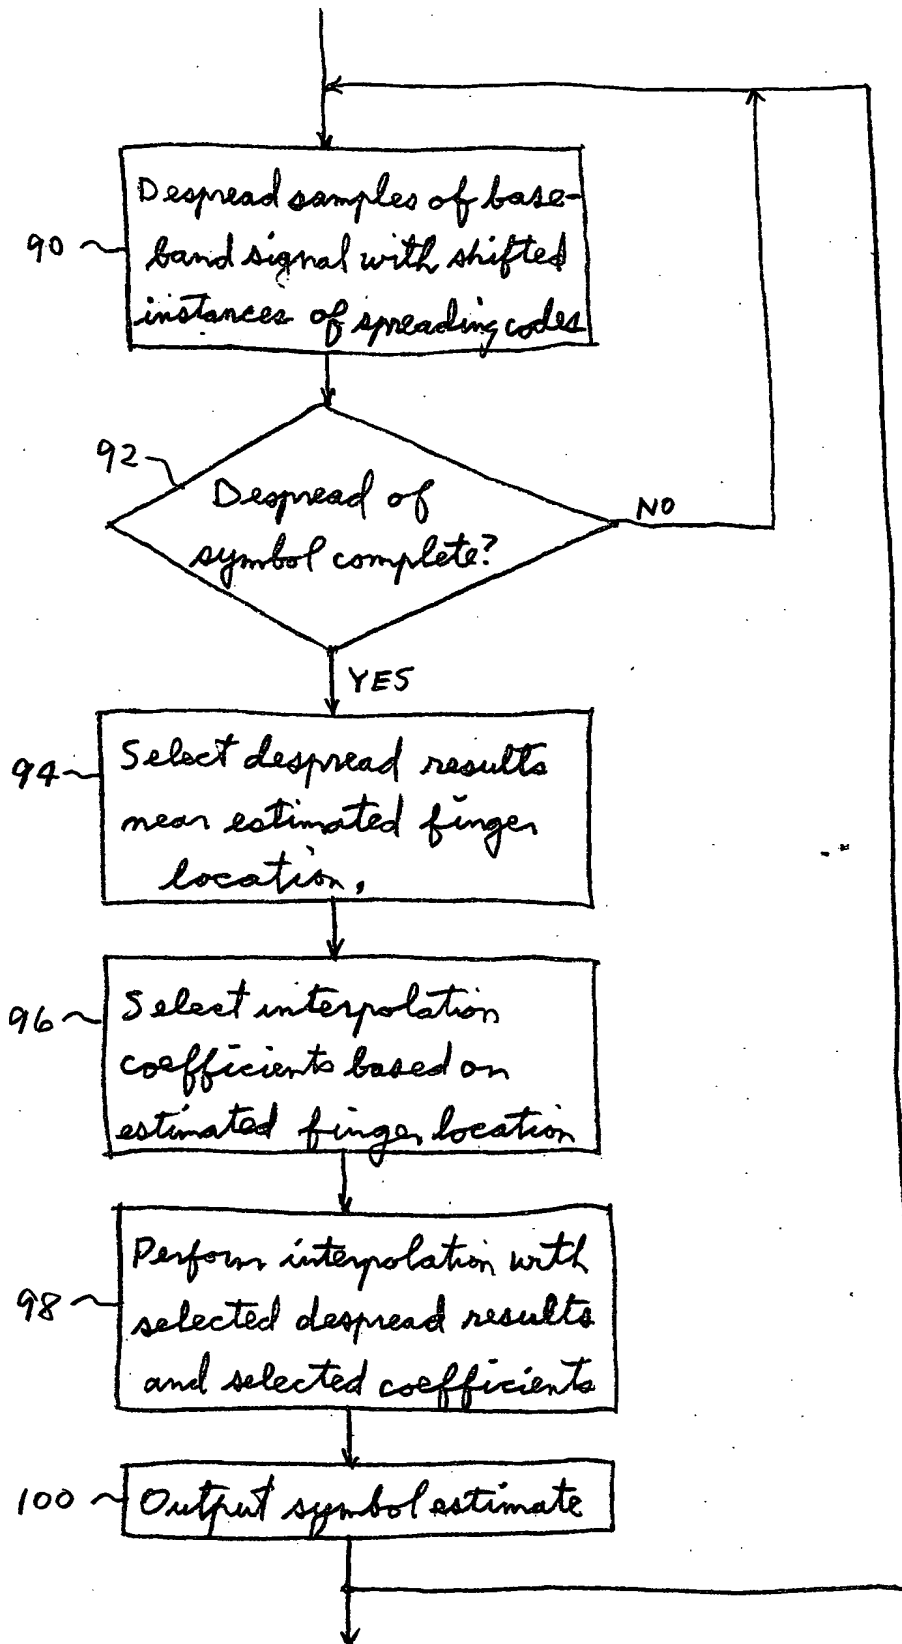 Despread samples of base-
90
band signal with shifted
instances of spreading codes
92
Despread of
symbol complete?
NO
YES
94
Select despread results
near estimated finger
location.
96
Select interpolation
coefficients based on
estimated finger location
Perform interpolation with
98
selected despread results
and selected coefficients
100
Output symbol estimate